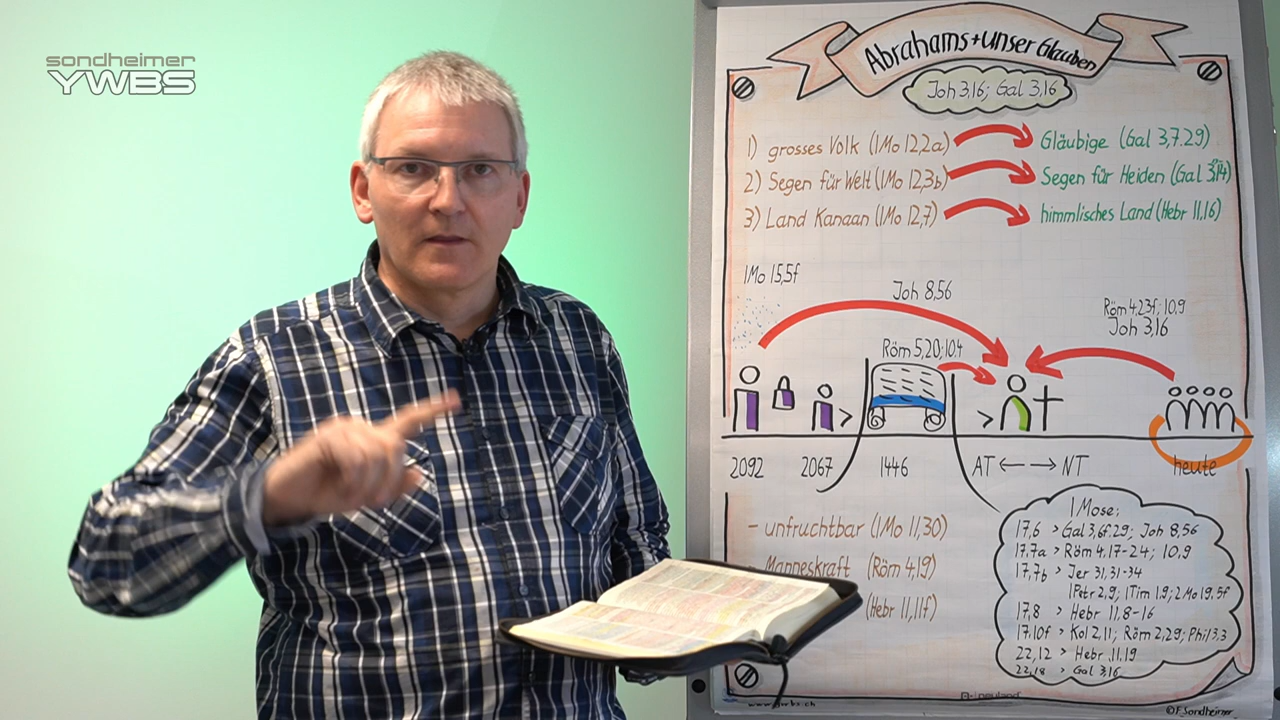 sondheimer
YWBS
Abrahams + unser Glauben
Joh 3,16; Gal 3,16
1) grosses Volk (1Mo 12,2a)
Gläubige (Gal 3,7.29)
2) Segen für Welt (1Mo 12,3b)
Segen für Heiden (Gal 3,14)
3) Land Kanaan (1Mo 12,7)
himmlisches Land (Hebr 11,16)
1Mo 15,5f
Joh 8,56
Röm 4,23f; 10,9
Joh 3,16
Röm 5,20; 10,4
2092
2067
1446
AT NT
heute
- unfruchtbar (1Mo 11,30)
- Manneskraft (Röm 4,19)
(Hebr 11,11f)
1 Mose:
17,6 > Gal 3,6f.29; Joh 8,56
17,7a > Röm 4,17-24; 10,9
17,7b > Jer 31,31-34
1Petr 2,9; 1Tim 1,9; 2Mo 19,5f
17,8 > Hebr 11,8-16
17,10f > Kol 2,11; Röm 2,29; Phil 3,3
22,12 > Hebr 11,19
22,18 > Gal 3,16
neuland
©F.Sondheimer